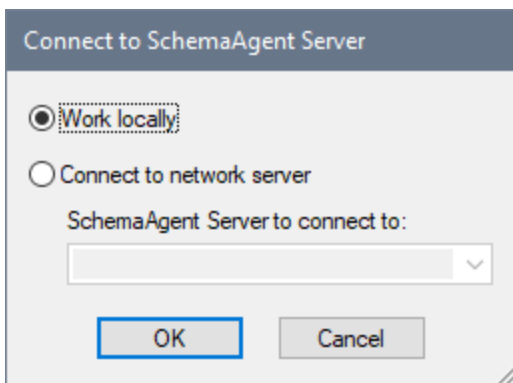 Connect to SchemaAgent Server
Work locally
Connect to network server
SchemaAgent Server to connect to:
OK Cancel